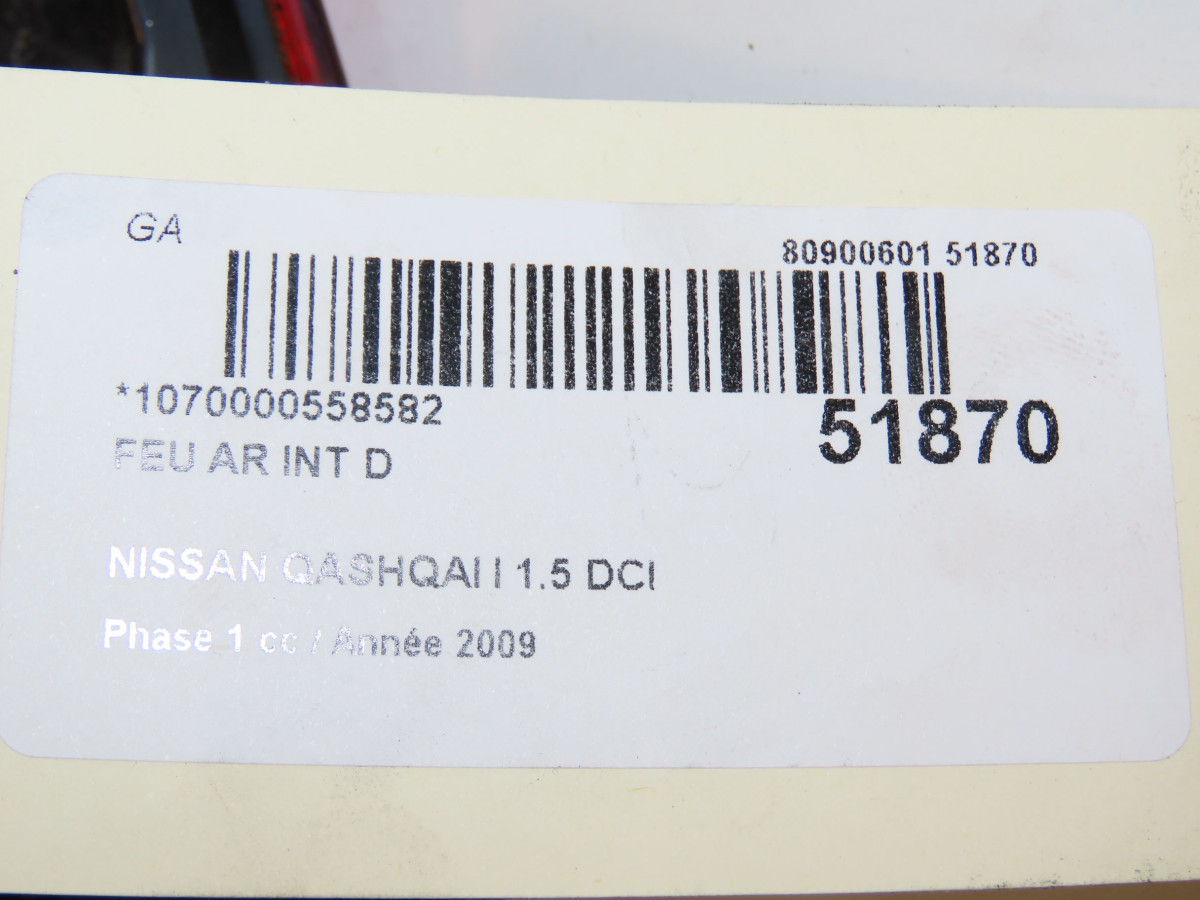 GA
80900601 51870
*1070000558582
51870
FEU AR INT D
NISSAN QASHQAI I 1.5 DCI
Phase 1 cc / Année 2009